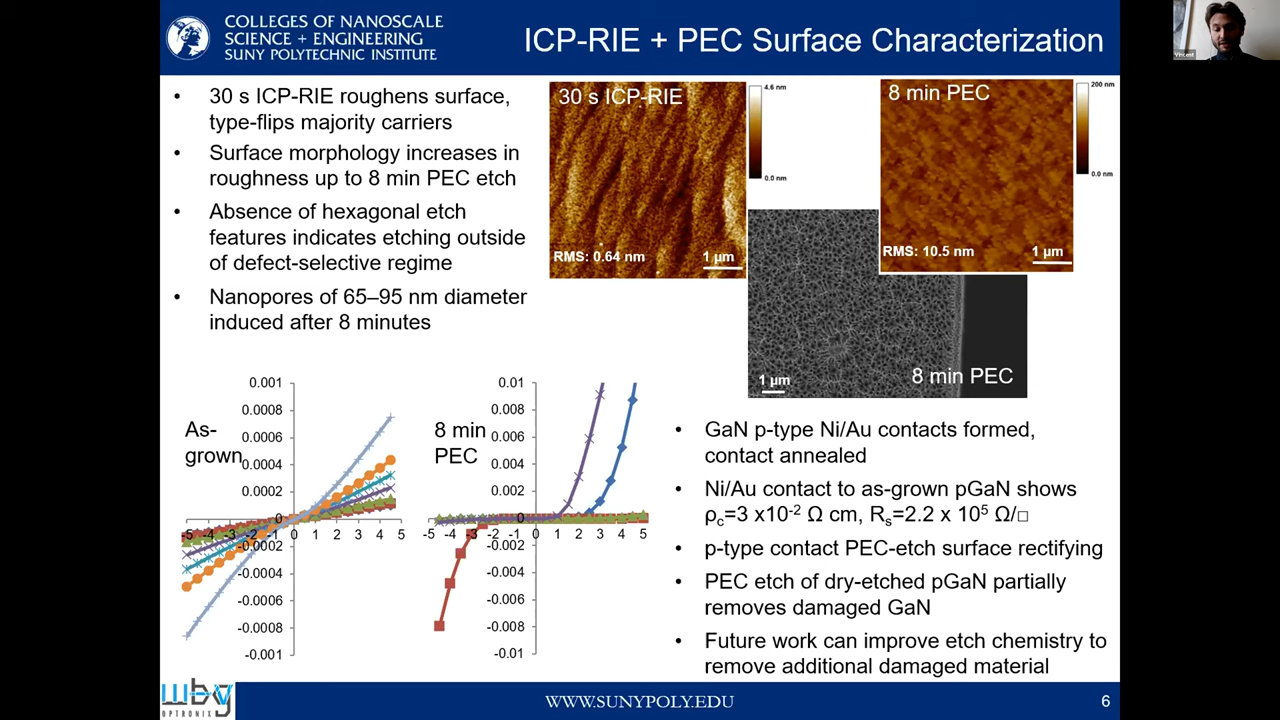 COLLEGES OF NANOSCALE
SCIENCE + ENGINEERING
SUNY POLYTECHNIC INSTITUTE
ICP-RIE + PEC Surface Characterization
Vincent
• 30 s ICP-RIE roughens surface,
type-flips majority carriers
• Surface morphology increases in
roughness up to 8 min PEC etch
• Absence of hexagonal etch
features indicates etching outside
of defect-selective regime
• Nanopores of 65–95 nm diameter
induced after 8 minutes
30 s ICP-RIE
4.6 nm
0.0 nm
RMS: 0.64 nm
1 µm
8 min PEC
200 nm
0.0 nm
RMS: 10.5 nm
1 µm
1 µm
8 min PEC
As-
grown
0.001
0.0008
0.0006
0.0004
0.0002
0
-0.0002
-0.0004
-0.0006
-0.0008
-0.001
-5 -4 -3 -2 -1 0 1 2 3 4 5
8 min
PEC
0.01
0.008
0.006
0.004
0.002
0
-0.002
-0.004
-0.006
-0.008
-0.01
-5 -4 -3 -2 -1 0 1 2 3 4 5
• GaN p-type Ni/Au contacts formed,
contact annealed
• Ni/Au contact to as-grown pGaN shows
ρc=3 x10-2 Ω cm, Rs=2.2 x 105 Ω/□
• p-type contact PEC-etch surface rectifying
• PEC etch of dry-etched pGaN partially
removes damaged GaN
• Future work can improve etch chemistry to
remove additional damaged material
wbg
OPTRONIX
WWW.SUNYPOLY.EDU
6